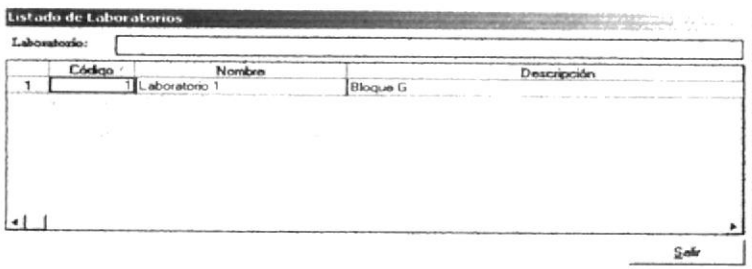 Listado de Laboratorios
Laboratorio:
Código Nombre Descripción
1 1 Laboratorio 1 Bloque G
Salir